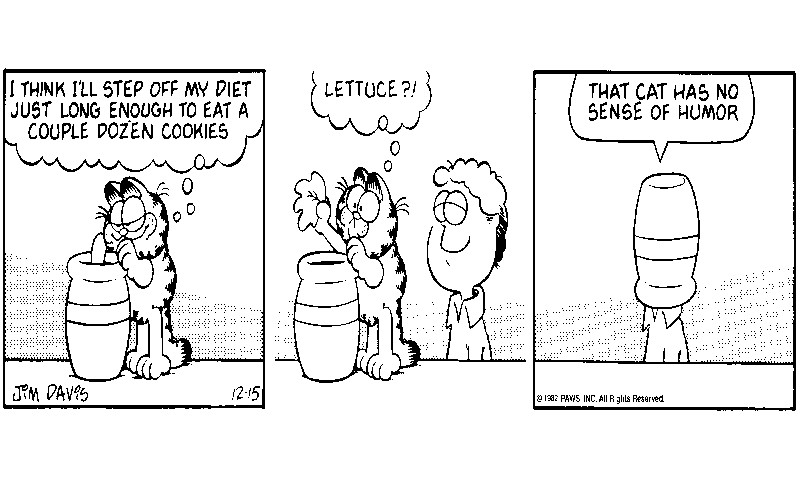 I THINK I'LL STEP OFF MY DIET
JUST LONG ENOUGH TO EAT A
COUPLE DOZEN COOKIES
LETTUCE?!
THAT CAT HAS NO
SENSE OF HUMOR
JIM DAVIS
12-15
© 1982 PAWS, INC. All Rights Reserved.